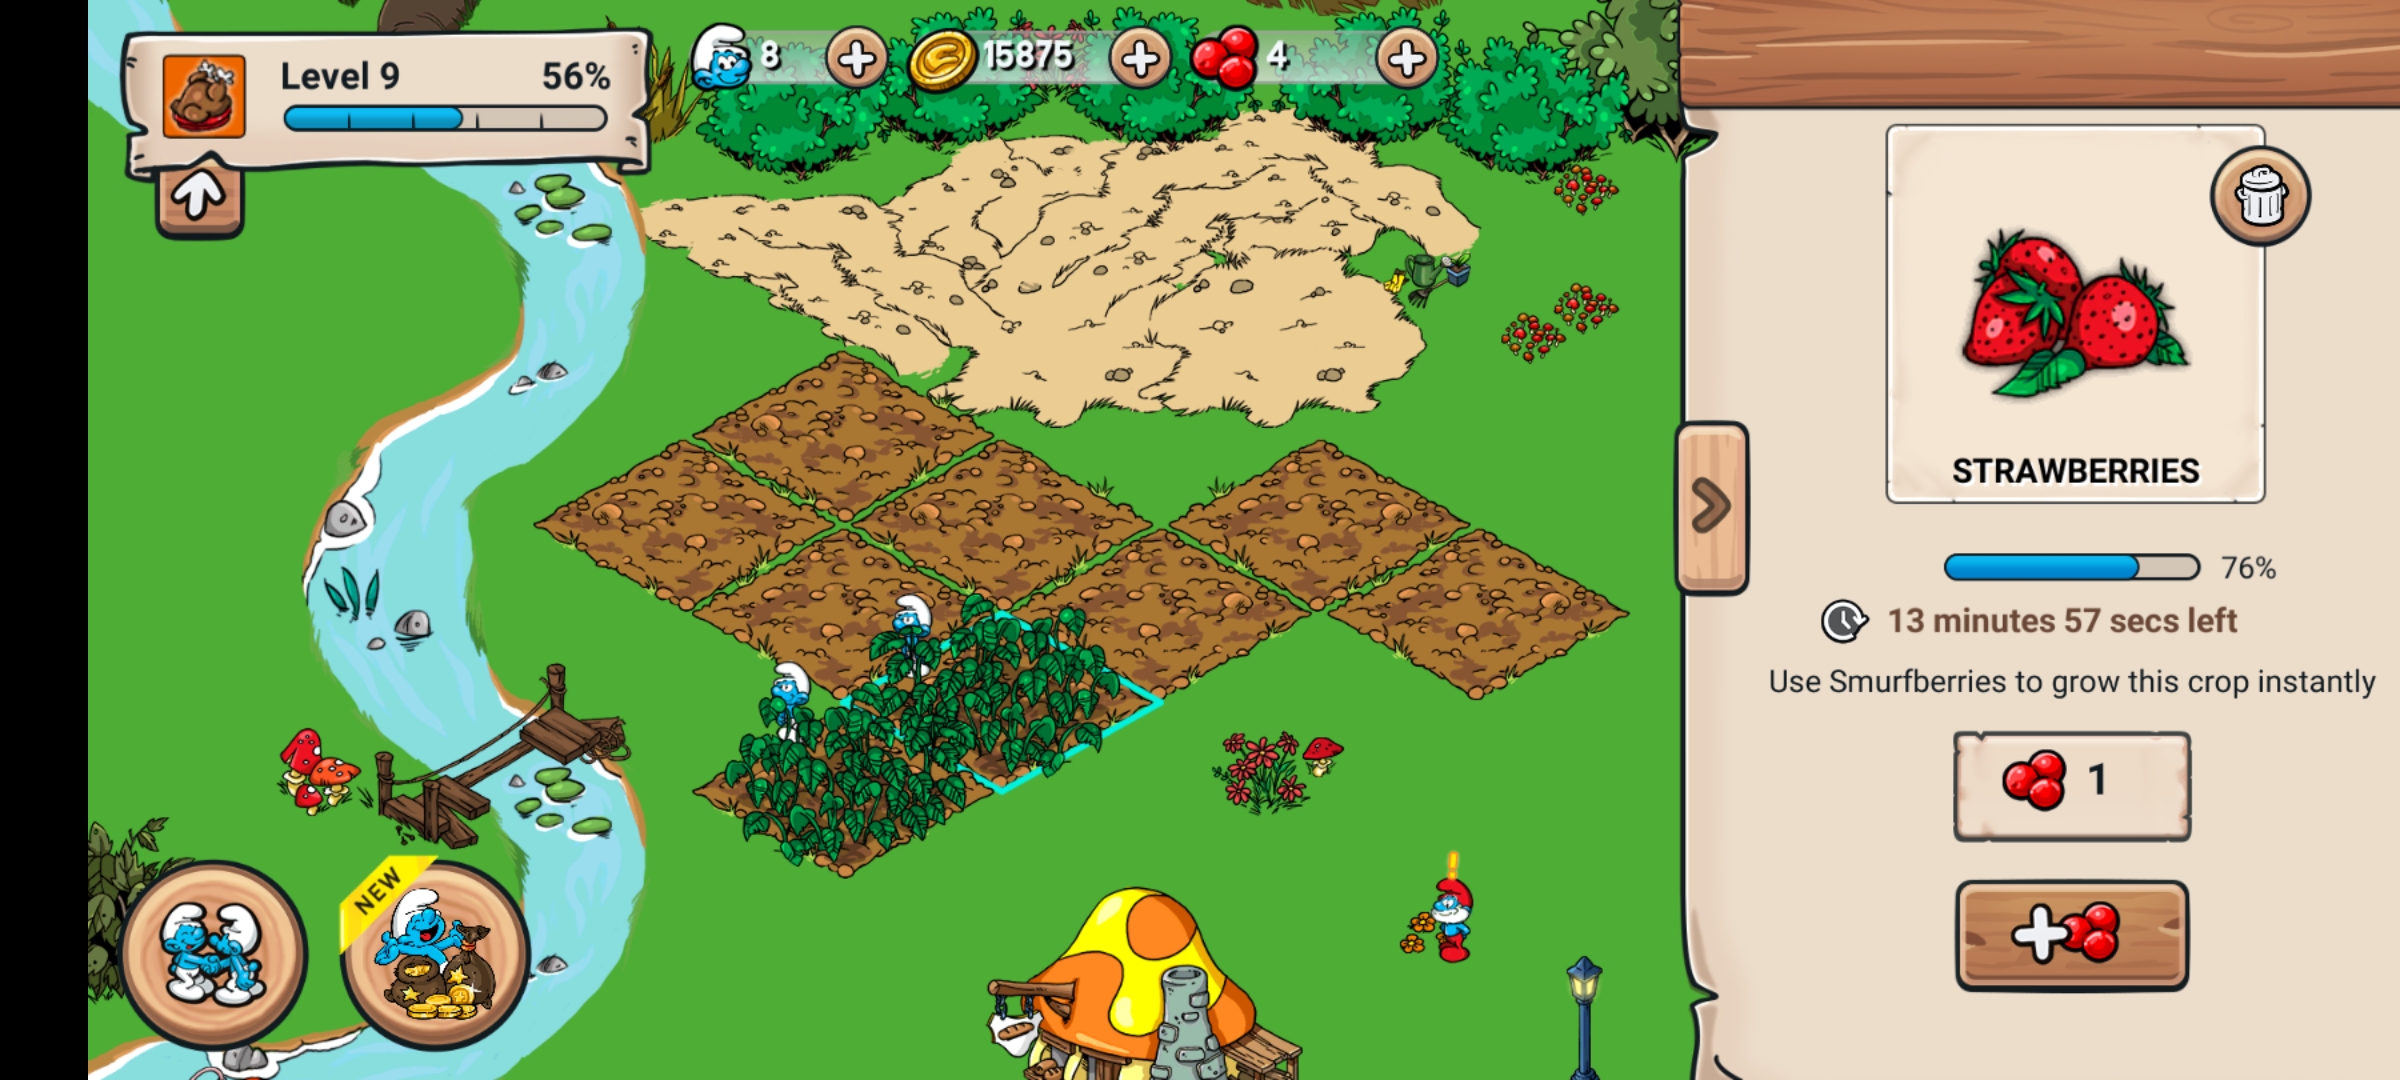 Level 9 56%
8
15875
4
STRAWBERRIES
76%
13 minutes 57 secs left
Use Smurfberries to grow this crop instantly
1
NEW